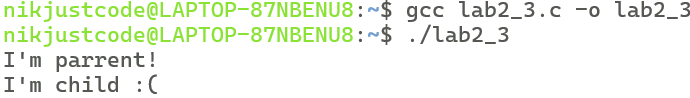 nikjustcode@LAPTOP-87NBENU8:~$ gcc lab2_3.c -o lab2_3
nikjustcode@LAPTOP-87NBENU8:~$ ./lab2_3
I'm parrent!
I'm child :(